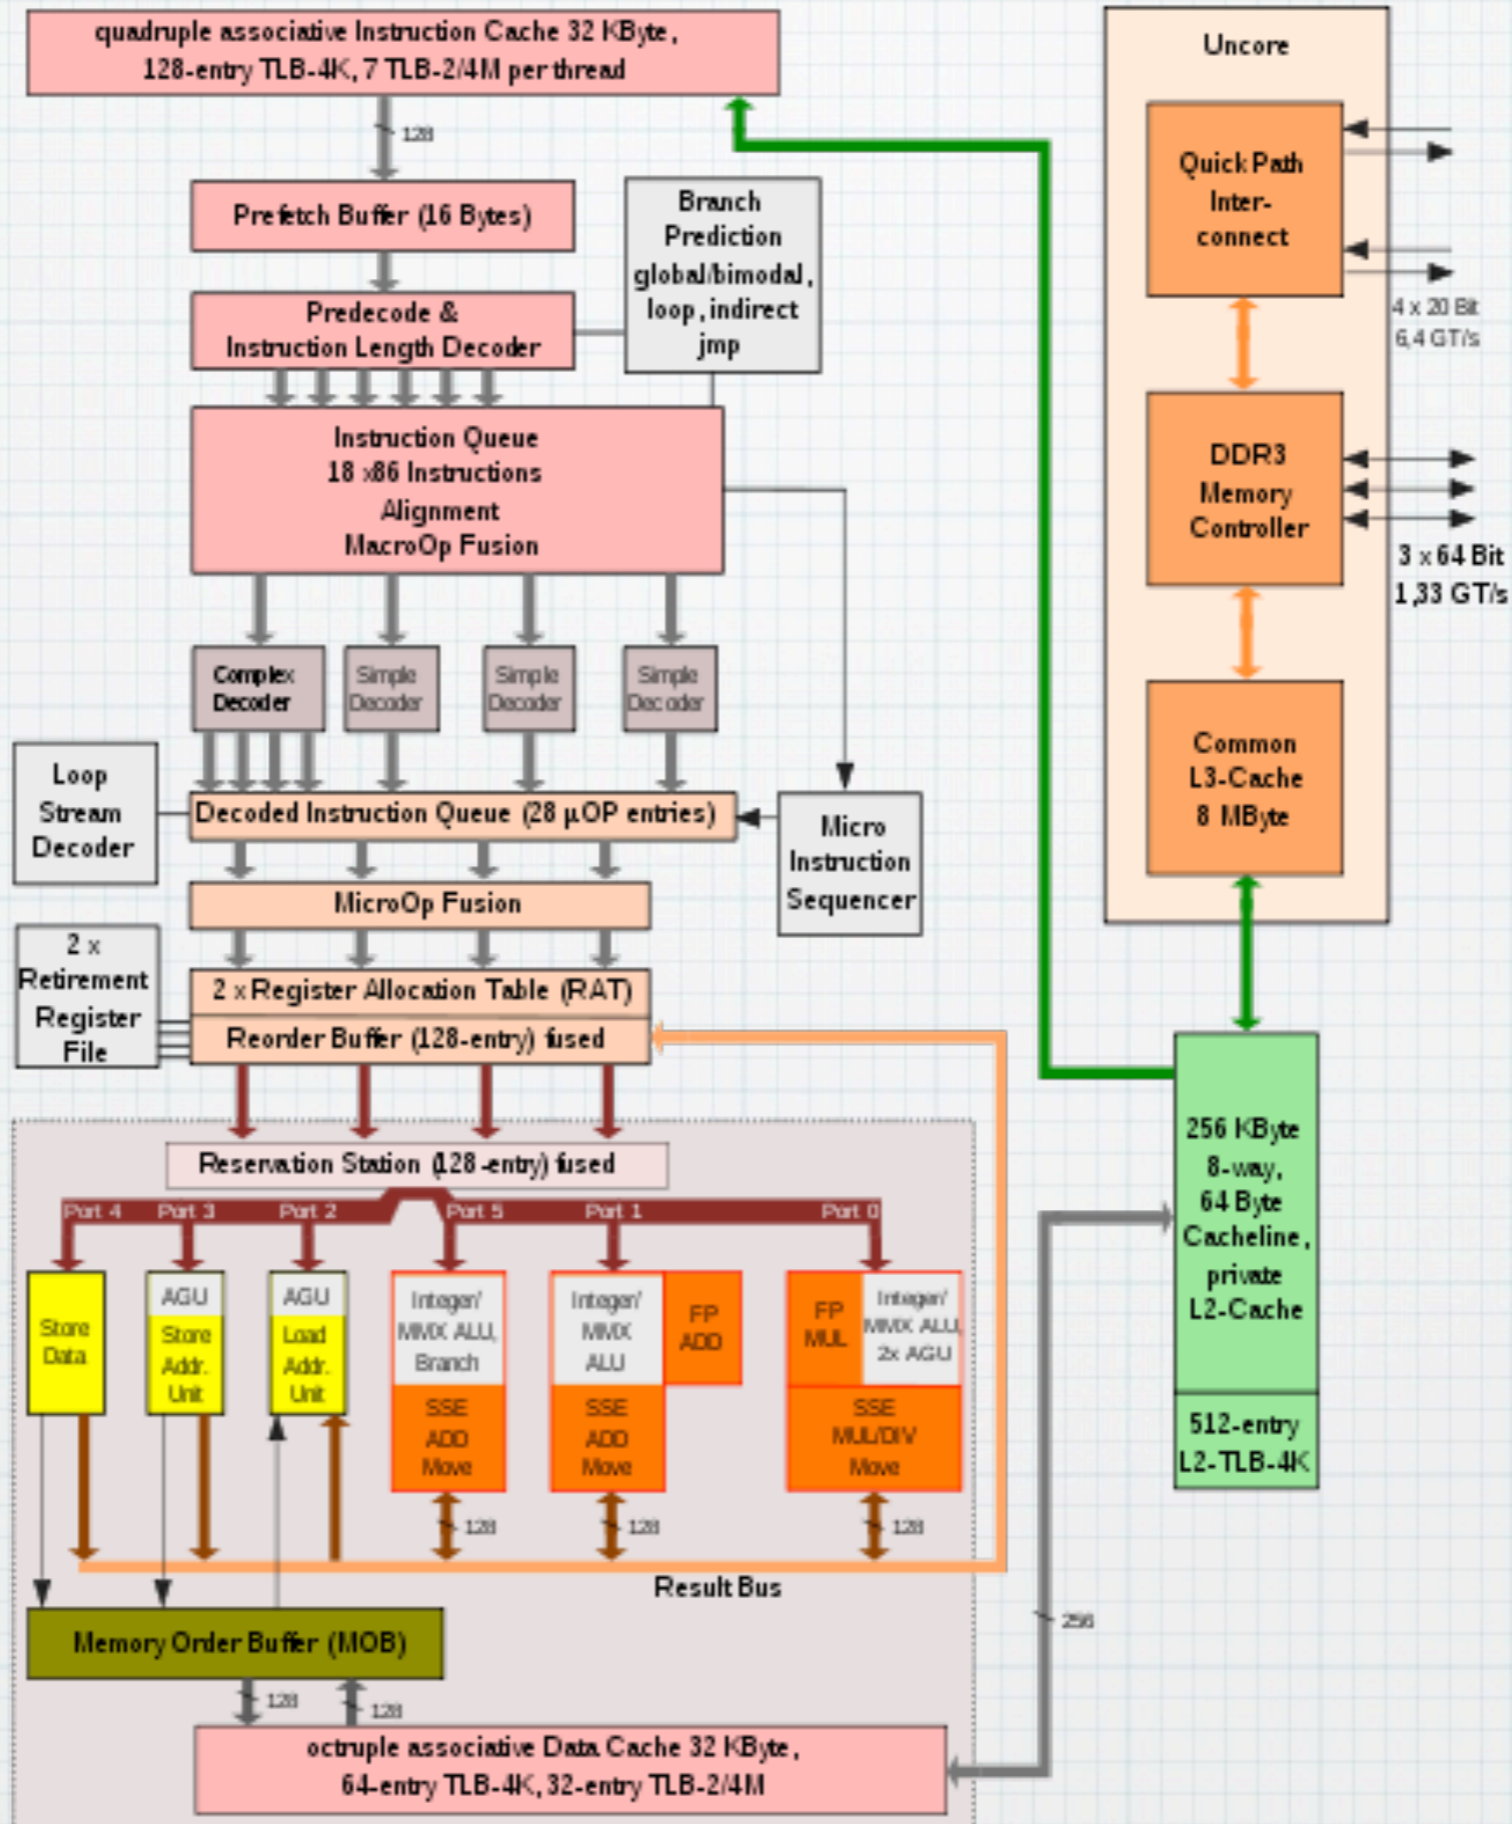 quadruple associative Instruction Cache 32 KByte,
128-entry TLB-4K, 7 TLB-2/4M per thread
128
Prefetch Buffer (16 Bytes)
Predecode &
Instruction Length Decoder
Branch
Prediction
global/bimodal,
loop, indirect
jmp
Instruction Queue
18 x86 Instructions
Alignment
MacroOp Fusion
Complex
Decoder
Simple
Decoder
Simple
Decoder
Simple
Decoder
Loop
Stream
Decoder
Decoded Instruction Queue (28 µOP entries)
Micro
Instruction
Sequencer
MicroOp Fusion
2 x
Retirement
Register
File
2 x Register Allocation Table (RAT)
Reorder Buffer (128-entry) fused
Reservation Station (128-entry) fused
Port 4
Port 3
Port 2
Port 5
Port 1
Port 0
Store
Data
AGU
Store
Addr.
Unit
AGU
Load
Addr.
Unit
Integer/
MMX ALU,
Branch
SSE
ADD
Move
Integer/
MMX
ALU
FP
ADD
SSE
ADD
Move
FP
MUL
Integer/
MMX ALU,
2x AGU
SSE
MUL/DIV
Move
128
128
128
Result Bus
Memory Order Buffer (MOB)
128
128
octruple associative Data Cache 32 KByte,
64-entry TLB-4K, 32-entry TLB-2/4M
256
Uncore
Quick Path
Inter-
connect
4 x 20 Bit
6,4 GT/s
DDR3
Memory
Controller
3 x 64 Bit
1,33 GT/s
Common
L3-Cache
8 MByte
256 KByte
8-way,
64 Byte
Cacheline,
private
L2-Cache
512-entry
L2-TLB-4K